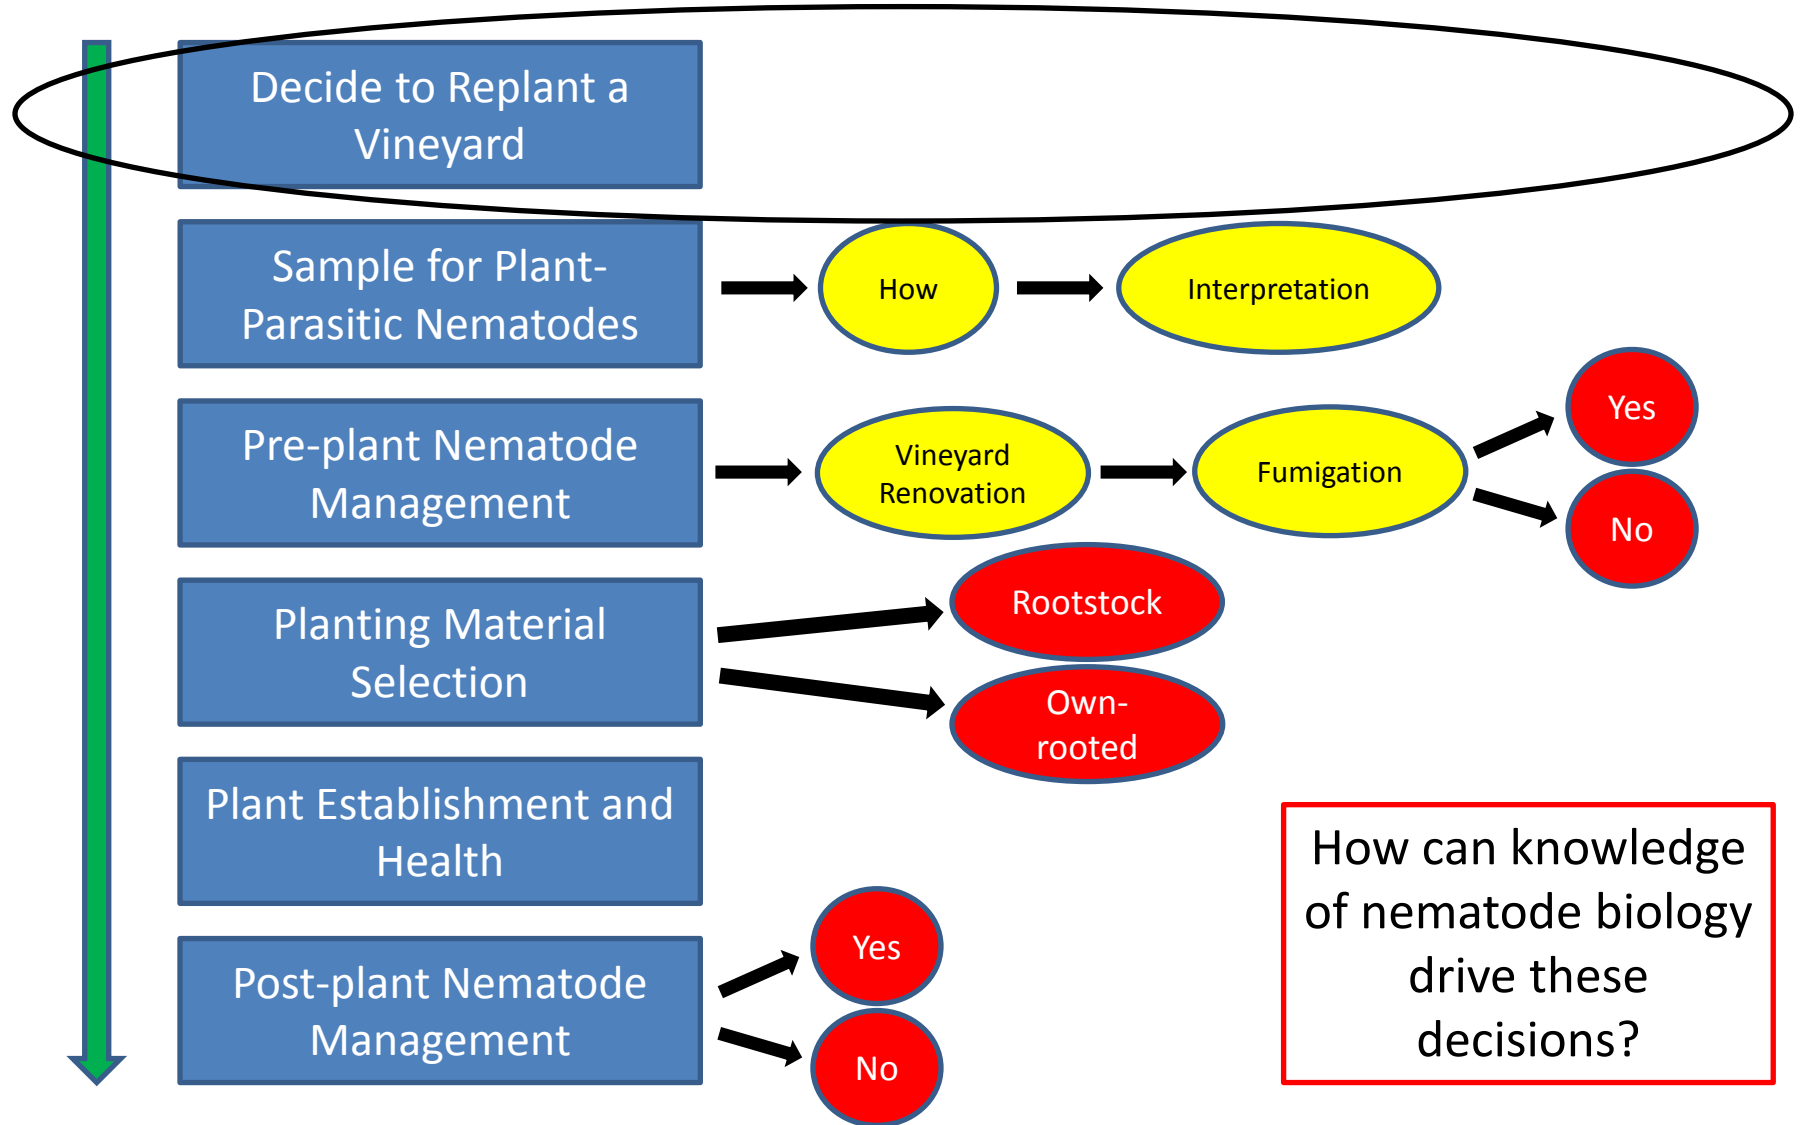 Decide to Replant a
Vineyard
Sample for Plant-
Parasitic Nematodes
How
Interpretation
Pre-plant Nematode
Management
Vineyard
Renovation
Fumigation
Yes
No
Planting Material
Selection
Rootstock
Own-
rooted
Plant Establishment and
Health
Post-plant Nematode
Management
Yes
No
How can knowledge
of nematode biology
drive these
decisions?